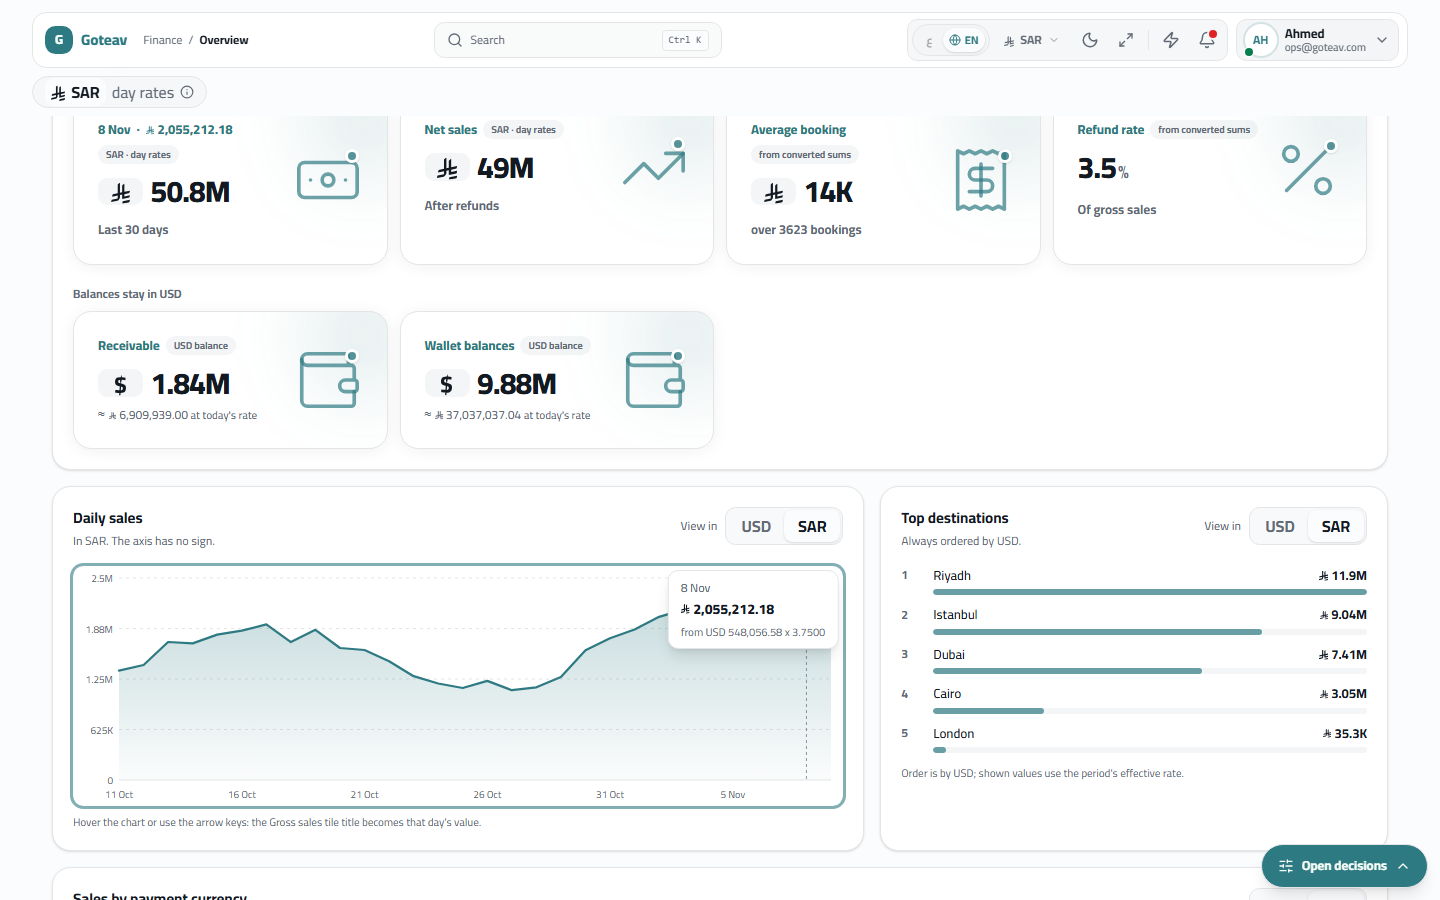 G Goteav Finance / Overview Search Ctrl K ع EN SAR AH Ahmed
ops@goteav.com
SAR day rates
8 Nov · 2,055,212.18
SAR · day rates
50.8M
Last 30 days
Net sales SAR · day rates
49M
After refunds
Average booking
from converted sums
14K
over 3623 bookings
Refund rate from converted sums
3.5%
Of gross sales
Balances stay in USD
Receivable USD balance
$ 1.84M
≈ 6,909,939.00 at today's rate
Wallet balances USD balance
$ 9.88M
≈ 37,037,037.04 at today's rate
Daily sales
In SAR. The axis has no sign.
View in USD SAR
2.5M
1.88M
1.25M
625K
0
11 Oct 16 Oct 21 Oct 26 Oct 31 Oct 5 Nov
8 Nov
2,055,212.18
from USD 548,056.58 x 3.7500
Hover the chart or use the arrow keys: the Gross sales tile title becomes that day's value.
Top destinations
Always ordered by USD.
View in USD SAR
1 Riyadh 11.9M
2 Istanbul 9.04M
3 Dubai 7.41M
4 Cairo 3.05M
5 London 35.3K
Order is by USD; shown values use the period's effective rate.
Open decisions
Sales by payment currency